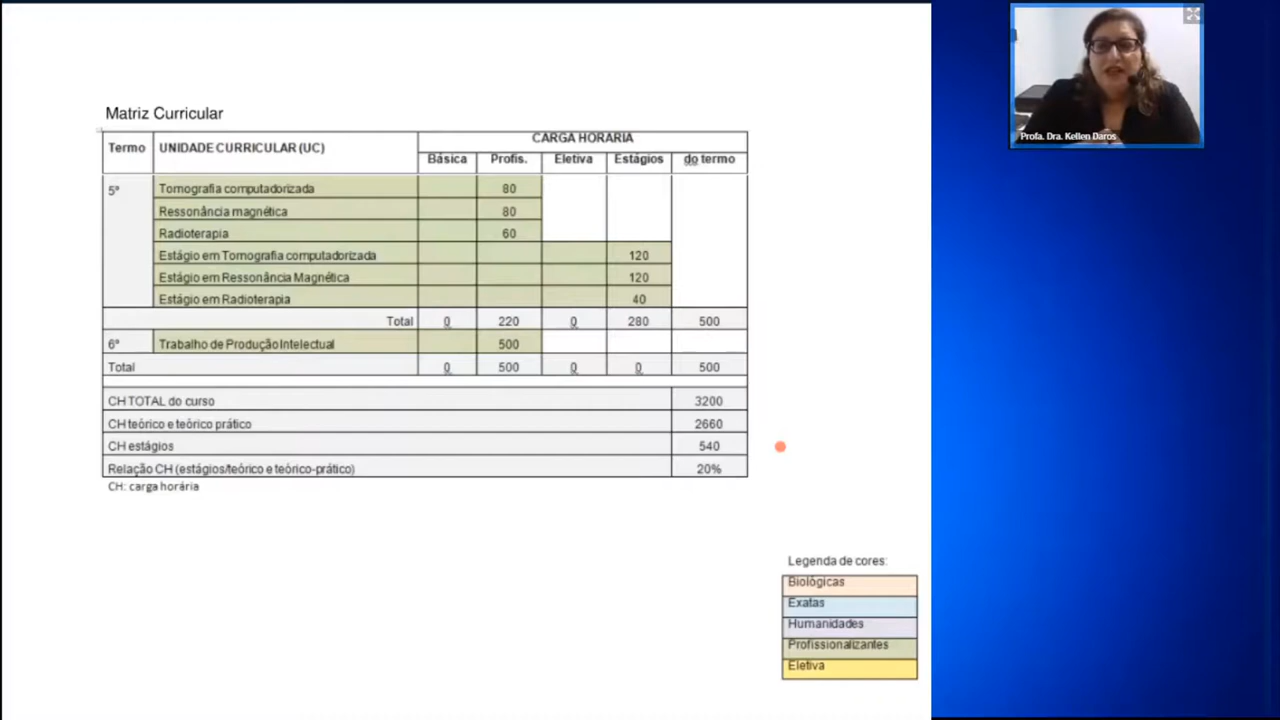 Profa. Dra. Kellen Daros
Matriz Curricular
Termo UNIDADE CURRICULAR (UC) CARGA HORARIA
Básica Profis. Eletiva Estágios do termo
5º Tomografia computadorizada 80
Ressonância magnética 80
Radioterapia 60
Estágio em Tomografia computadorizada 120
Estágio em Ressonância Magnética 120
Estágio em Radioterapia 40
Total 0 220 0 280 500
6º Trabalho de Produção Intelectual 500
Total 0 500 0 0 500
CH TOTAL do curso 3200
CH teórico e teórico prático 2660
CH estágios 540
Relação CH (estágios/teórico e teórico-prático) 20%
CH: carga horária
Legenda de cores:
Biológicas
Exatas
Humanidades
Profissionalizantes
Eletiva